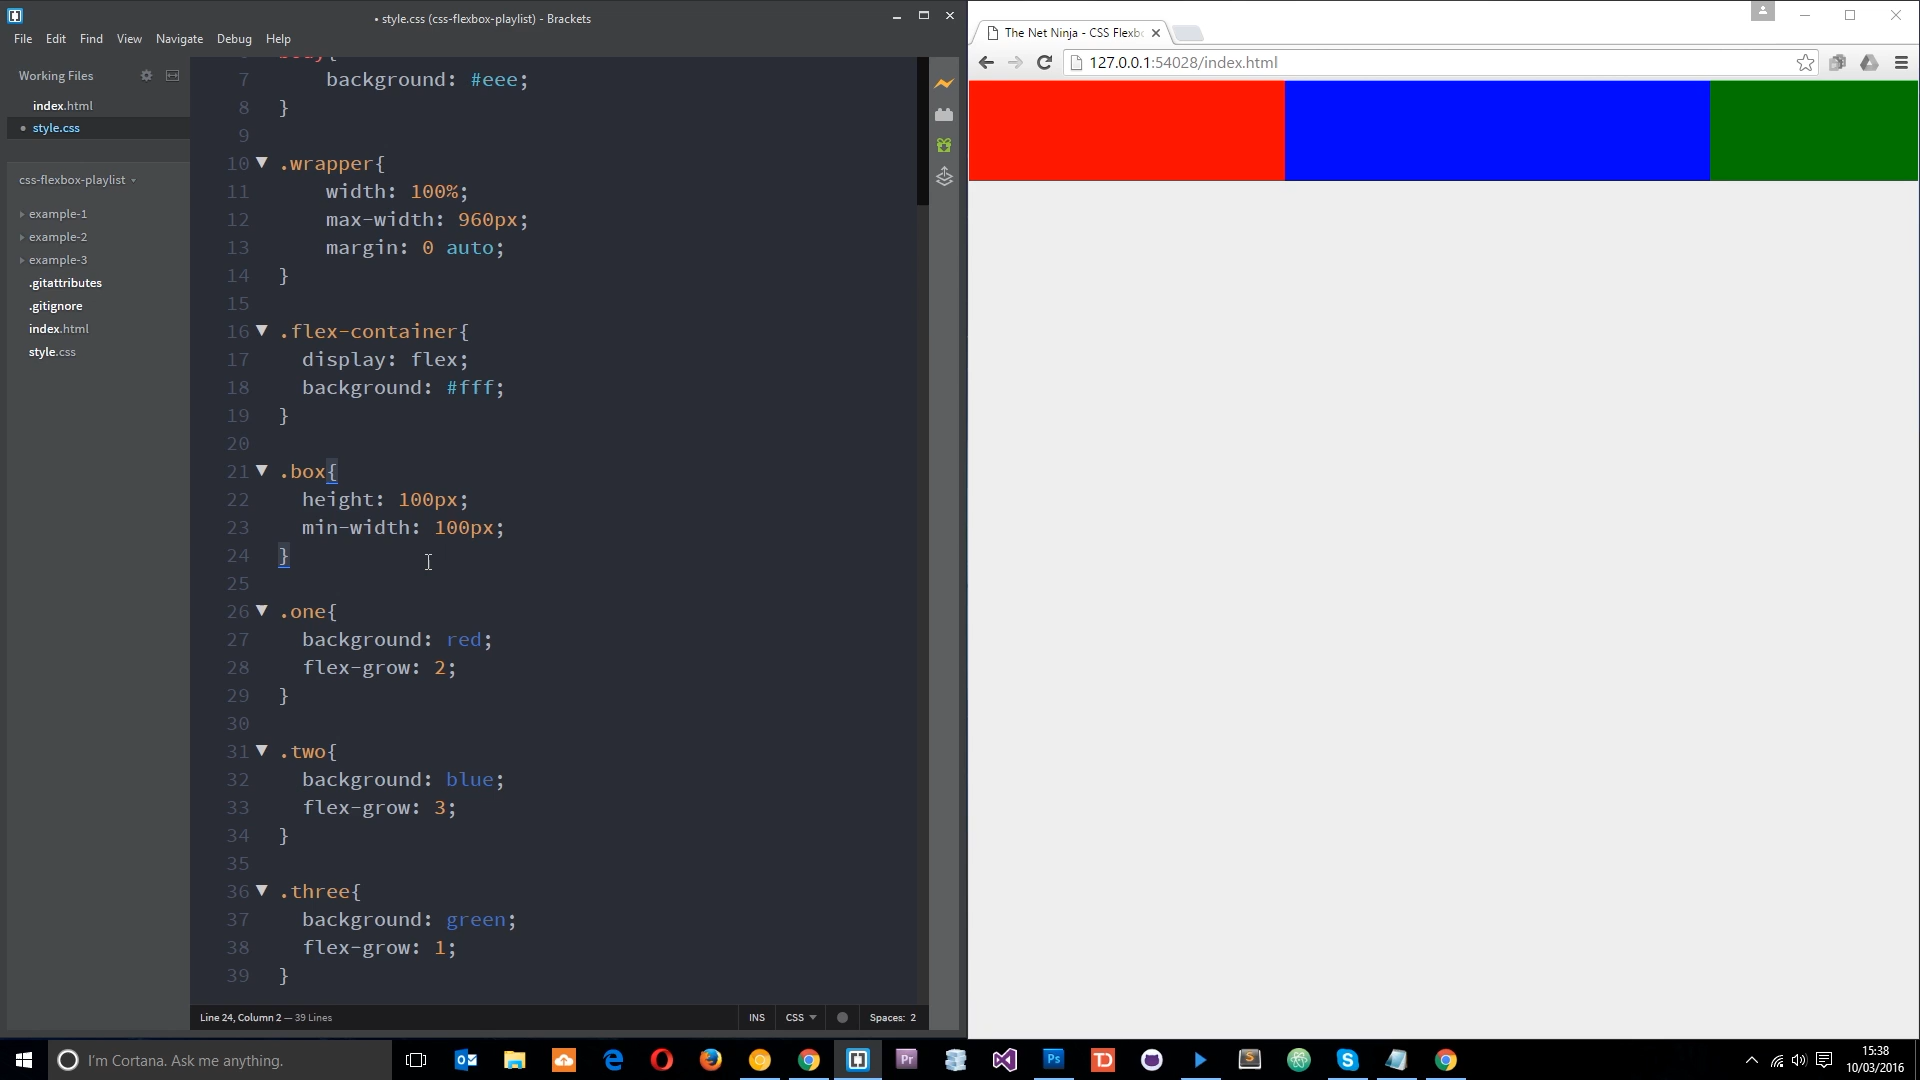 style.css (css-flexbox-playlist) - Brackets
File Edit Find View Navigate Debug Help
Working Files
index.html
style.css
css-flexbox-playlist
example-1
example-2
example-3
.gitattributes
.gitignore
index.html
style.css
7 background: #eee;
8 }
9
10 .wrapper{
11 width: 100%;
12 max-width: 960px;
13 margin: 0 auto;
14 }
15
16 .flex-container{
17 display: flex;
18 background: #fff;
19 }
20
21 .box{
22 height: 100px;
23 min-width: 100px;
24 }
25
26 .one{
27 background: red;
28 flex-grow: 2;
29 }
30
31 .two{
32 background: blue;
33 flex-grow: 3;
34 }
35
36 .three{
37 background: green;
38 flex-grow: 1;
39 }
Line 24, Column 2 — 39 Lines
INS CSS Spaces: 2
The Net Ninja - CSS Flexb
127.0.0.1:54028/index.html
I'm Cortana. Ask me anything.
Pr
Ps
TD
15:38
10/03/2016